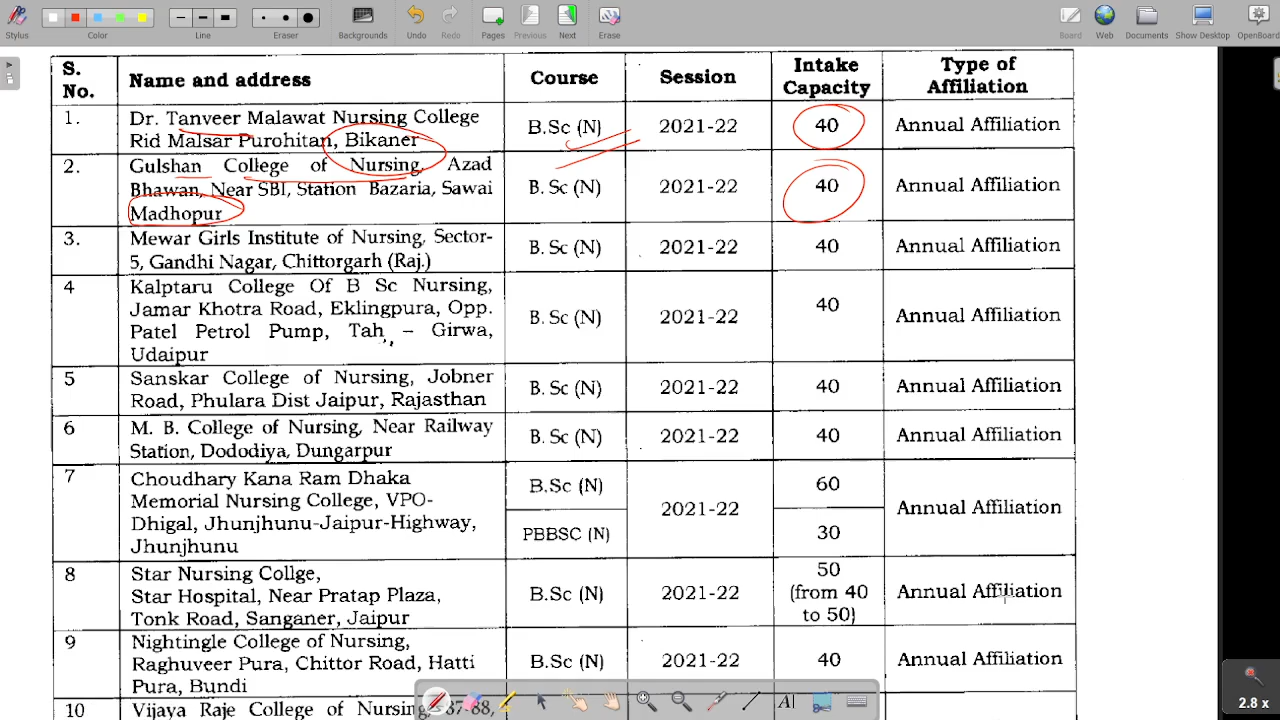 Stylus
Color
Line
Eraser
Backgrounds
Undo
Redo
Pages
Previous
Next
Erase
Board
Web
Documents
Show Desktop
OpenBoard
S. No.
Name and address
Course
Session
Intake Capacity
Type of Affiliation
1.
Dr. Tanveer Malawat Nursing College
Rid Malsar Purohitan, Bikaner
B.Sc (N)
2021-22
40
Annual Affiliation
2.
Gulshan College of Nursing, Azad
Bhawan, Near SBI, Station Bazaria, Sawai
Madhopur
B. Sc (N)
2021-22
40
Annual Affiliation
3.
Mewar Girls Institute of Nursing, Sector-
5, Gandhi Nagar, Chittorgarh (Raj.)
B. Sc (N)
2021-22
40
Annual Affiliation
4
Kalptaru College Of B Sc Nursing,
Jamar Khotra Road, Eklingpura, Opp.
Patel Petrol Pump, Tah, – Girwa,
Udaipur
B. Sc (N)
2021-22
40
Annual Affiliation
5
Sanskar College of Nursing, Jobner
Road, Phulara Dist Jaipur, Rajasthan
B. Sc (N)
2021-22
40
Annual Affiliation
6
M. B. College of Nursing, Near Railway
Station, Dododiya, Dungarpur
B. Sc (N)
2021-22
40
Annual Affiliation
7
Choudhary Kana Ram Dhaka
Memorial Nursing College, VPO-
Dhigal, Jhunjhunu-Jaipur-Highway,
Jhunjhunu
B.Sc (N)
PBBSC (N)
2021-22
60
30
Annual Affiliation
8
Star Nursing Collge,
Star Hospital, Near Pratap Plaza,
Tonk Road, Sanganer, Jaipur
B.Sc (N)
2021-22
50
(from 40
to 50)
Annual Affiliation
9
Nightingle College of Nursing,
Raghuveer Pura, Chittor Road, Hatti
Pura, Bundi
B.Sc (N)
2021-22
40
Annual Affiliation
10
Vijaya Raje College of Nursing,
2.8 x